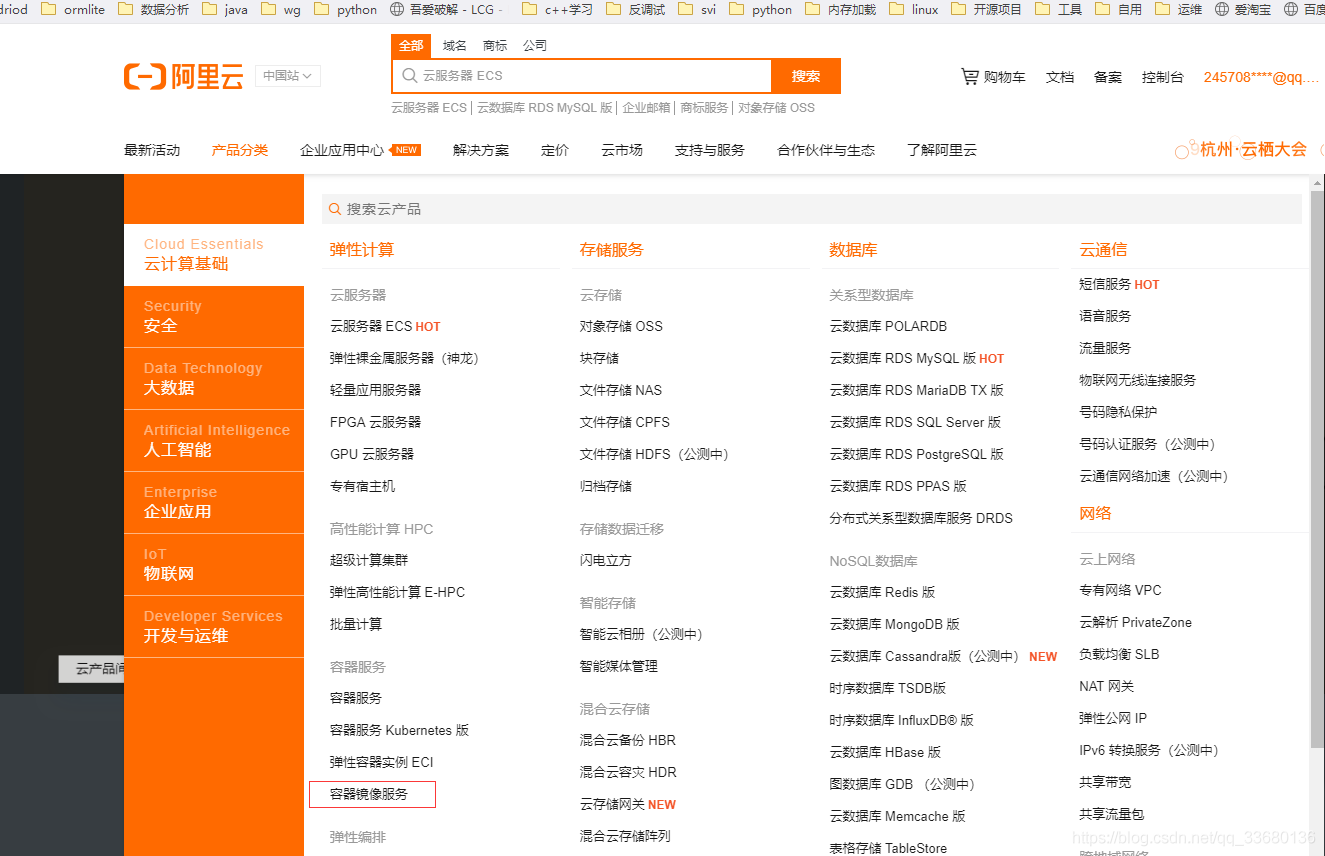 driod ormlite 数据分析 java wg python 吾爱破解 - LCG - c++学习 反调试 svi python 内存加载 linux 开源项目 工具 自用 运维 爱淘宝 百度
全部 域名 商标 公司
阿里云 中国站
云服务器 ECS 搜索
购物车 文档 备案 控制台 245708****@qq....
云服务器 ECS | 云数据库 RDS MySQL 版 | 企业邮箱 | 商标服务 | 对象存储 OSS
最新活动 产品分类 企业应用中心 NEW 解决方案 定价 云市场 支持与服务 合作伙伴与生态 了解阿里云 杭州·云栖大会
Cloud Essentials
云计算基础
Security
安全
Data Technology
大数据
Artificial Intelligence
人工智能
Enterprise
企业应用
IoT
物联网
Developer Services
开发与运维
云产品
搜索云产品
弹性计算
云服务器
云服务器 ECS HOT
弹性裸金属服务器（神龙）
轻量应用服务器
FPGA 云服务器
GPU 云服务器
专有宿主机
高性能计算 HPC
超级计算集群
弹性高性能计算 E-HPC
批量计算
容器服务
容器服务
容器服务 Kubernetes 版
弹性容器实例 ECI
容器镜像服务
弹性编排
存储服务
云存储
对象存储 OSS
块存储
文件存储 NAS
文件存储 CPFS
文件存储 HDFS（公测中）
归档存储
存储数据迁移
闪电立方
智能存储
智能云相册（公测中）
智能媒体管理
混合云存储
混合云备份 HBR
混合云容灾 HDR
云存储网关 NEW
混合云存储阵列
数据库
关系型数据库
云数据库 POLARDB
云数据库 RDS MySQL 版 HOT
云数据库 RDS MariaDB TX 版
云数据库 RDS SQL Server 版
云数据库 RDS PostgreSQL 版
云数据库 RDS PPAS 版
分布式关系型数据库服务 DRDS
NoSQL数据库
云数据库 Redis 版
云数据库 MongoDB 版
云数据库 Cassandra版（公测中） NEW
时序数据库 TSDB版
时序数据库 InfluxDB® 版
云数据库 HBase 版
图数据库 GDB （公测中）
云数据库 Memcache 版
表格存储 TableStore
云通信
短信服务 HOT
语音服务
流量服务
物联网无线连接服务
号码隐私保护
号码认证服务（公测中）
云通信网络加速（公测中）
网络
云上网络
专有网络 VPC
云解析 PrivateZone
负载均衡 SLB
NAT 网关
弹性公网 IP
IPv6 转换服务（公测中）
共享带宽
共享流量包
跨地域网络
https://blog.csdn.net/qq_33680136